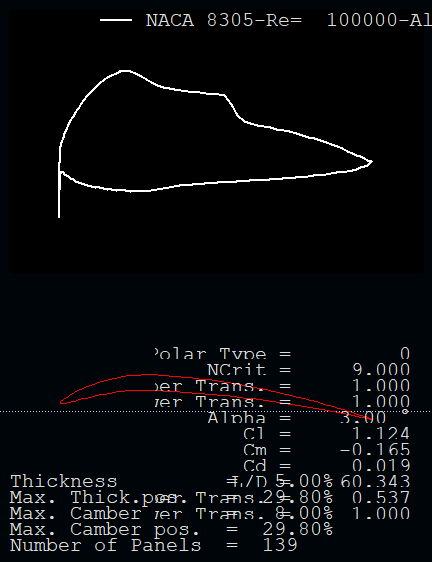 NACA 8305-Re=  100000-Al
Polar Type =  0
NCrit =  9.000
per Trans. =  1.000
wer Trans. =  1.000
Alpha =  3.00 °
Cl =  1.124
Cm =  -0.165
Cd =  0.019
L/D =  60.343
Thickness  =  5.00%
per Trans. =  0.537
Max. Thick.pos.  =  29.80%
wer Trans. =  1.000
Max. Camber  =  8.00%
Max. Camber pos.  =  29.80%
Number of Panels  =  139